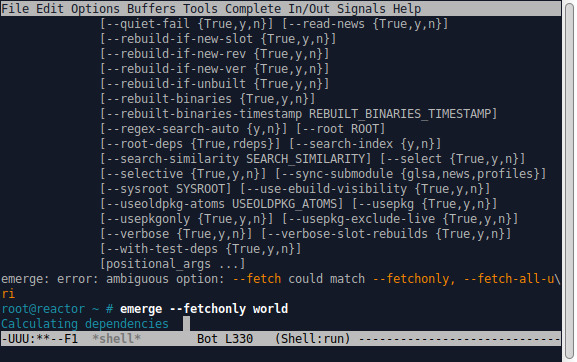 File Edit Options Buffers Tools Complete In/Out Signals Help
[--quiet-fail {True,y,n}] [--read-news {True,y,n}]
[--rebuild-if-new-slot {True,y,n}]
[--rebuild-if-new-rev {True,y,n}]
[--rebuild-if-new-ver {True,y,n}]
[--rebuild-if-unbuilt {True,y,n}]
[--rebuilt-binaries {True,y,n}]
[--rebuilt-binaries-timestamp REBUILT_BINARIES_TIMESTAMP]
[--regex-search-auto {y,n}] [--root ROOT]
[--root-deps {True,rdeps}] [--search-index {y,n}]
[--search-similarity SEARCH_SIMILARITY] [--select {True,y,n}]
[--selective {True,y,n}] [--sync-submodule {glsa,news,profiles}]
[--sysroot SYSROOT] [--use-ebuild-visibility {True,y,n}]
[--useoldpkg-atoms USEOLDPKG_ATOMS] [--usepkg {True,y,n}]
[--usepkgonly {True,y,n}] [--usepkg-exclude-live {True,y,n}]
[--verbose {True,y,n}] [--verbose-slot-rebuilds {True,y,n}]
[--with-test-deps {True,y,n}]
[positional_args ...]
emerge: error: ambiguous option: --fetch could match --fetchonly, --fetch-all-u\
ri
root@reactor ~ # emerge --fetchonly world
Calculating dependencies
-UUU:**--F1  *shell*        Bot L330   (Shell:run) -----------------------------